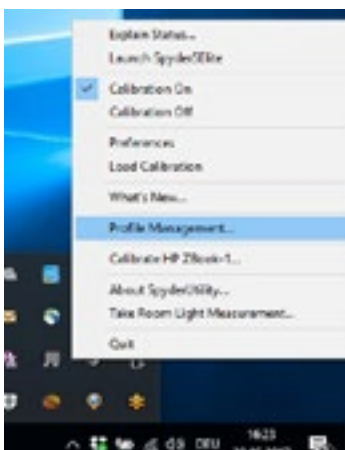 Explain Status...
Launch Spyder5Elite
Calibration On
Calibration Off
Preferences
Load Calibration
What's New...
Profile Management...
Calibrate HP ZBook-1...
About SpyderUtility...
Take Room Light Measurement...
Quit
DEU
16:23